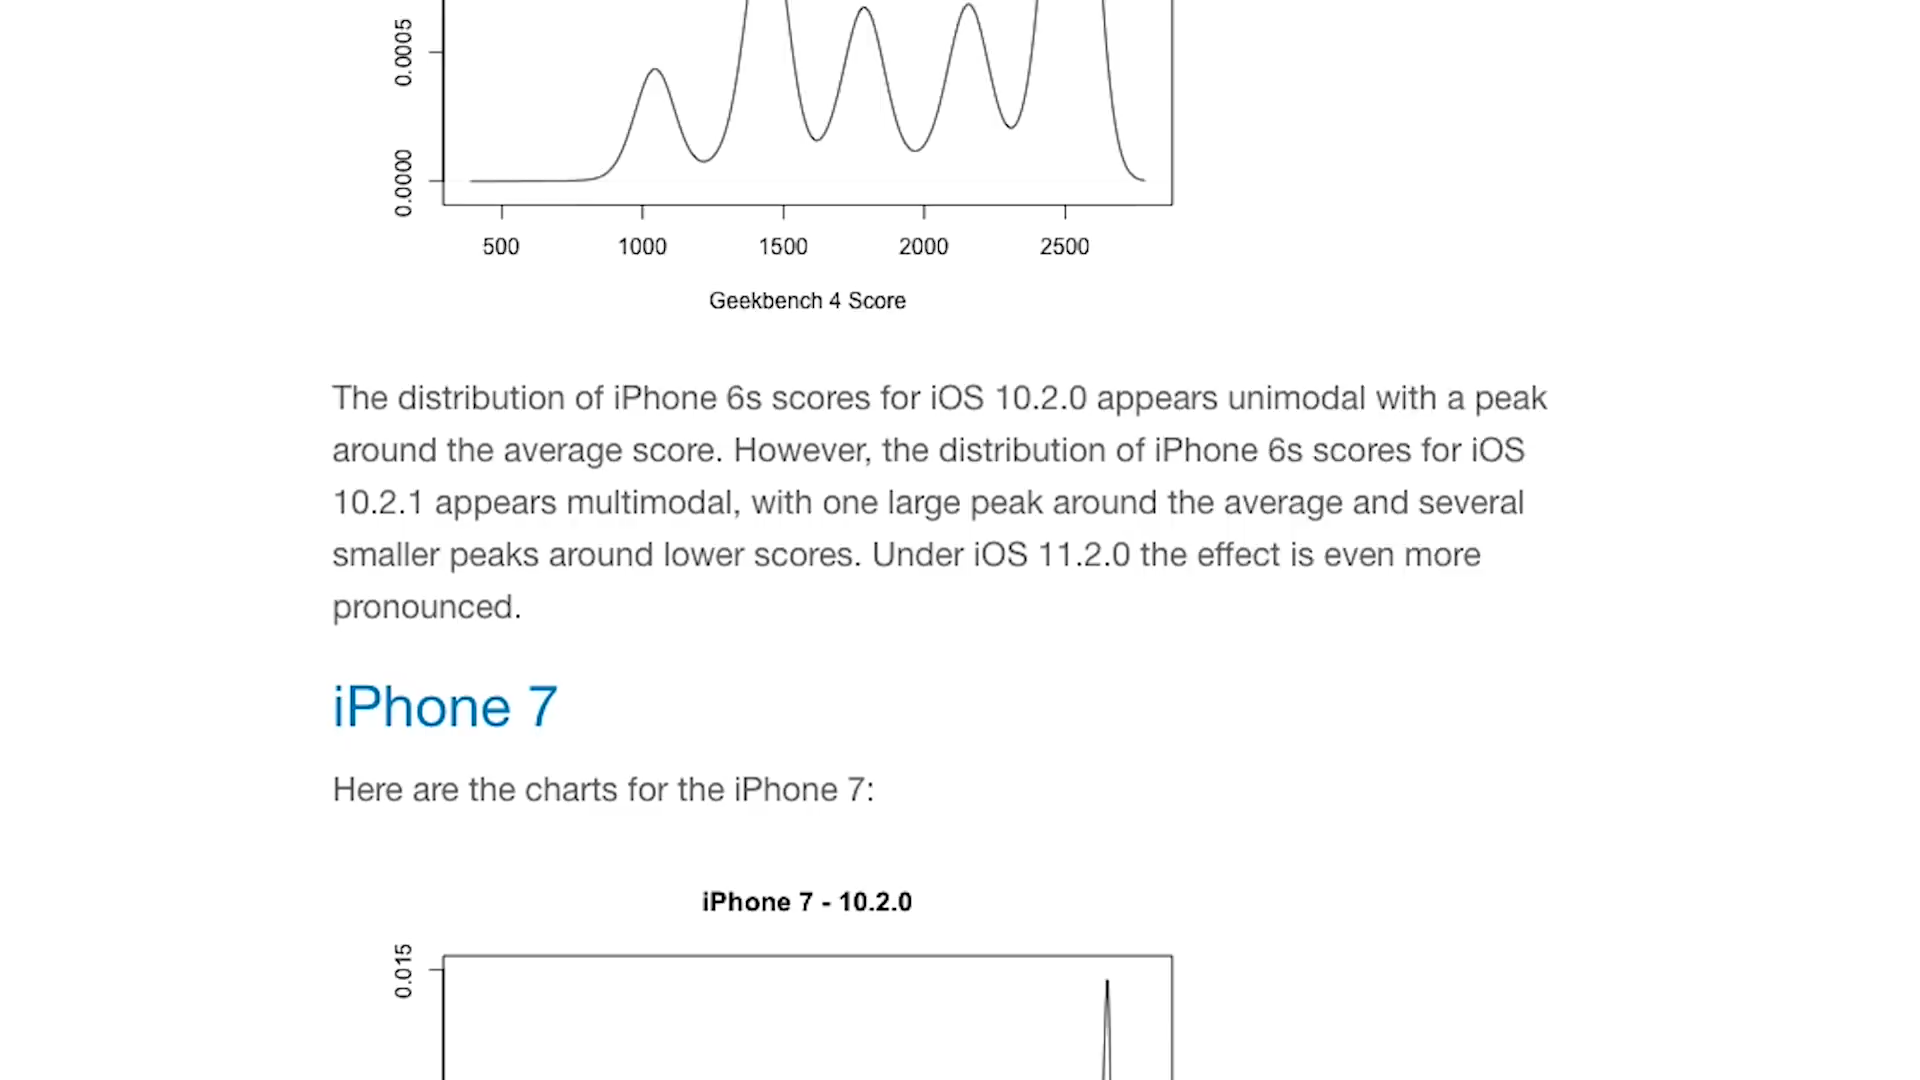 0.0005
0.0000
500 1000 1500 2000 2500
Geekbench 4 Score
The distribution of iPhone 6s scores for iOS 10.2.0 appears unimodal with a peak
around the average score. However, the distribution of iPhone 6s scores for iOS
10.2.1 appears multimodal, with one large peak around the average and several
smaller peaks around lower scores. Under iOS 11.2.0 the effect is even more
pronounced.
iPhone 7
Here are the charts for the iPhone 7:
iPhone 7 - 10.2.0
0.015